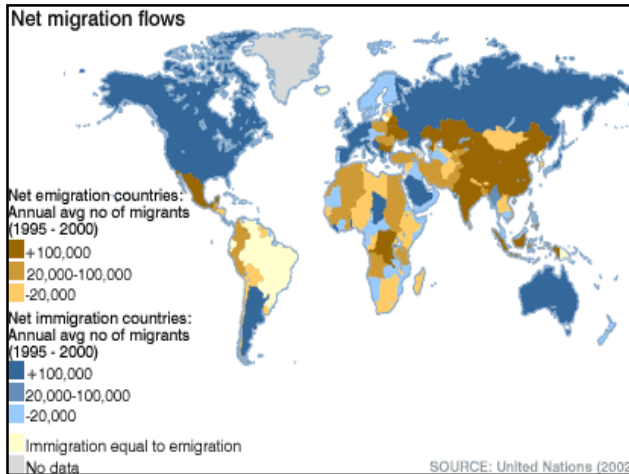 Net migration flows
Net emigration countries:
Annual avg no of migrants
(1995 - 2000)
+100,000
20,000-100,000
-20,000
Net immigration countries:
Annual avg no of migrants
(1995 - 2000)
+100,000
20,000-100,000
-20,000
Immigration equal to emigration
No data
SOURCE: United Nations (2002